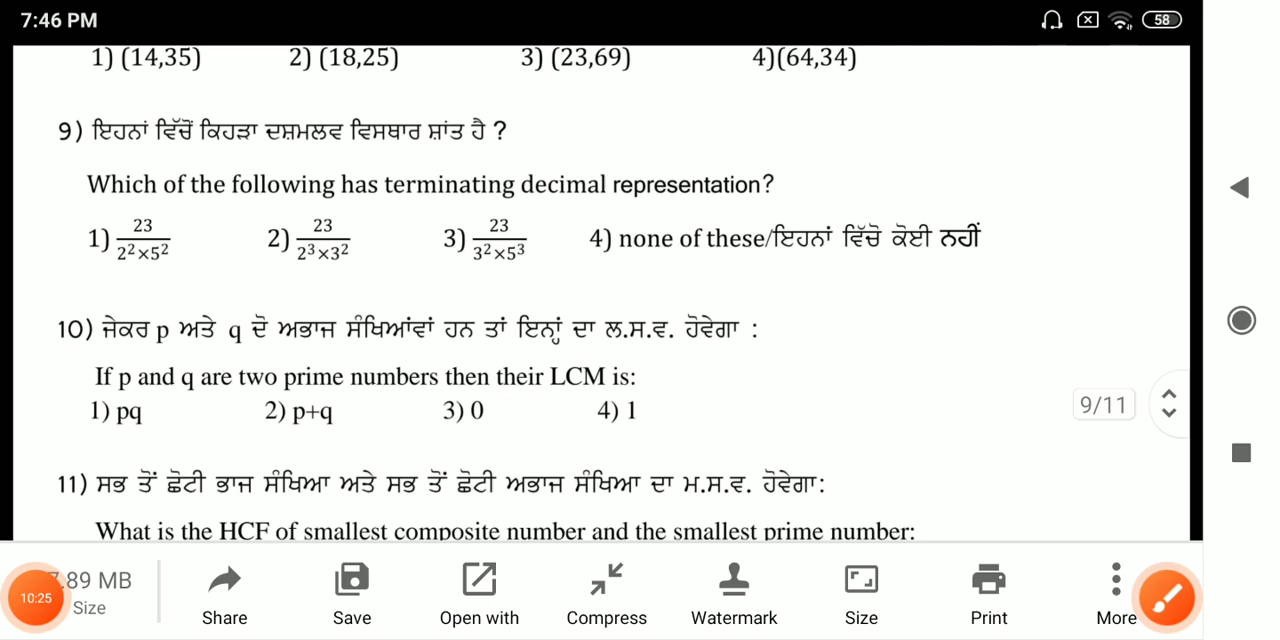 7:46 PM 58
1) (14,35) 2) (18,25) 3) (23,69) 4)(64,34)
9) ਇਹਨਾਂ ਵਿੱਚੋਂ ਕਿਹੜਾ ਦਸ਼ਮਲਵ ਵਿਸਥਾਰ ਸ਼ਾਂਤ ਹੈ ?
Which of the following has terminating decimal representation?
1) 23/(2²×5²) 2) 23/(2³×3²) 3) 23/(3²×5³) 4) none of these/ਇਹਨਾਂ ਵਿੱਚੋ ਕੋਈ ਨਹੀਂ
10) ਜੇਕਰ p ਅਤੇ q ਦੋ ਅਭਾਜ ਸੰਖਿਆਂਵਾਂ ਹਨ ਤਾਂ ਇਨ੍ਹਾਂ ਦਾ ਲ.ਸ.ਵ. ਹੋਵੇਗਾ :
If p and q are two prime numbers then their LCM is:
1) pq 2) p+q 3) 0 4) 1
9/11
11) ਸਭ ਤੋਂ ਛੋਟੀ ਭਾਜ ਸੰਖਿਆ ਅਤੇ ਸਭ ਤੋਂ ਛੋਟੀ ਅਭਾਜ ਸੰਖਿਆ ਦਾ ਮ.ਸ.ਵ. ਹੋਵੇਗਾ:
What is the HCF of smallest composite number and the smallest prime number:
.89 MB
Size
10:25
Share Save Open with Compress Watermark Size Print More